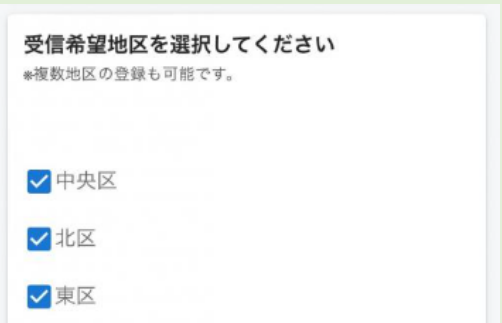 受信希望地区を選択してください
※複数地区の登録も可能です。
中央区
北区
東区